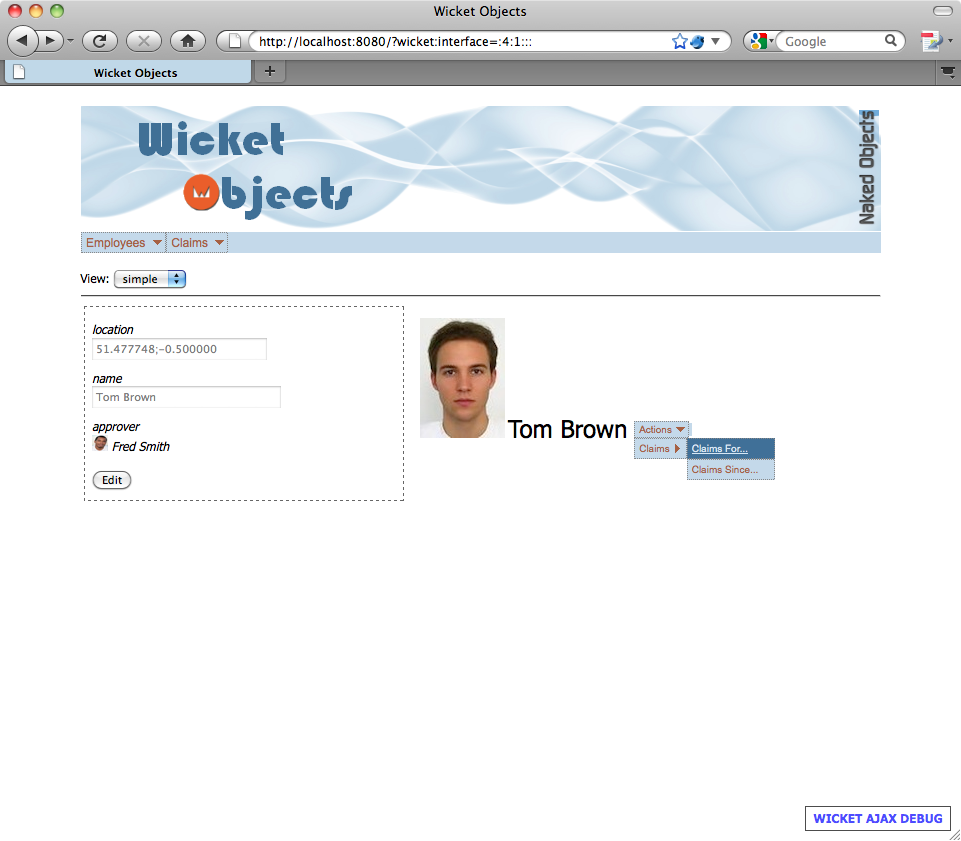 Wicket Objects
http://localhost:8080/?wicket:interface=:4:1:::
Google
Wicket Objects
Wicket
Objects
Naked Objects
Employees
Claims
View:
simple
location
51.477748;-0.500000
name
Tom Brown
approver
Fred Smith
Edit
Tom Brown
Actions
Claims
Claims For...
Claims Since...
WICKET AJAX DEBUG